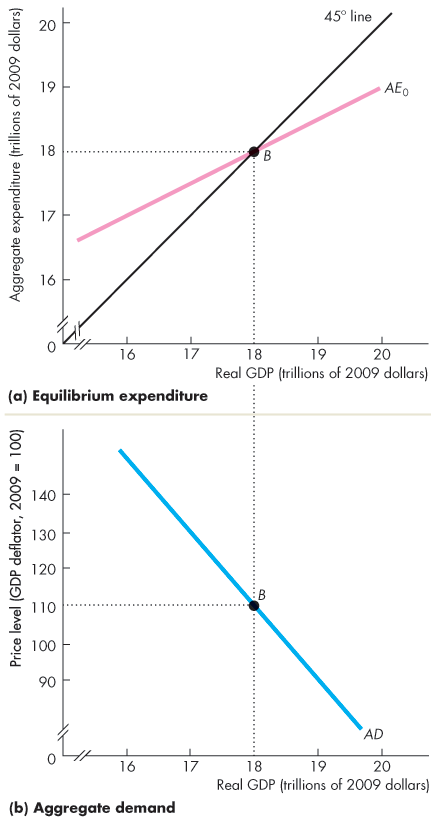 Aggregate expenditure (trillions of 2009 dollars)
20
19
18
17
16
0
45° line
AE0
B
16 17 18 19 20
Real GDP (trillions of 2009 dollars)
(a) Equilibrium expenditure
Price level (GDP deflator, 2009 = 100)
140
130
120
110
100
90
0
B
AD
16 17 18 19 20
Real GDP (trillions of 2009 dollars)
(b) Aggregate demand